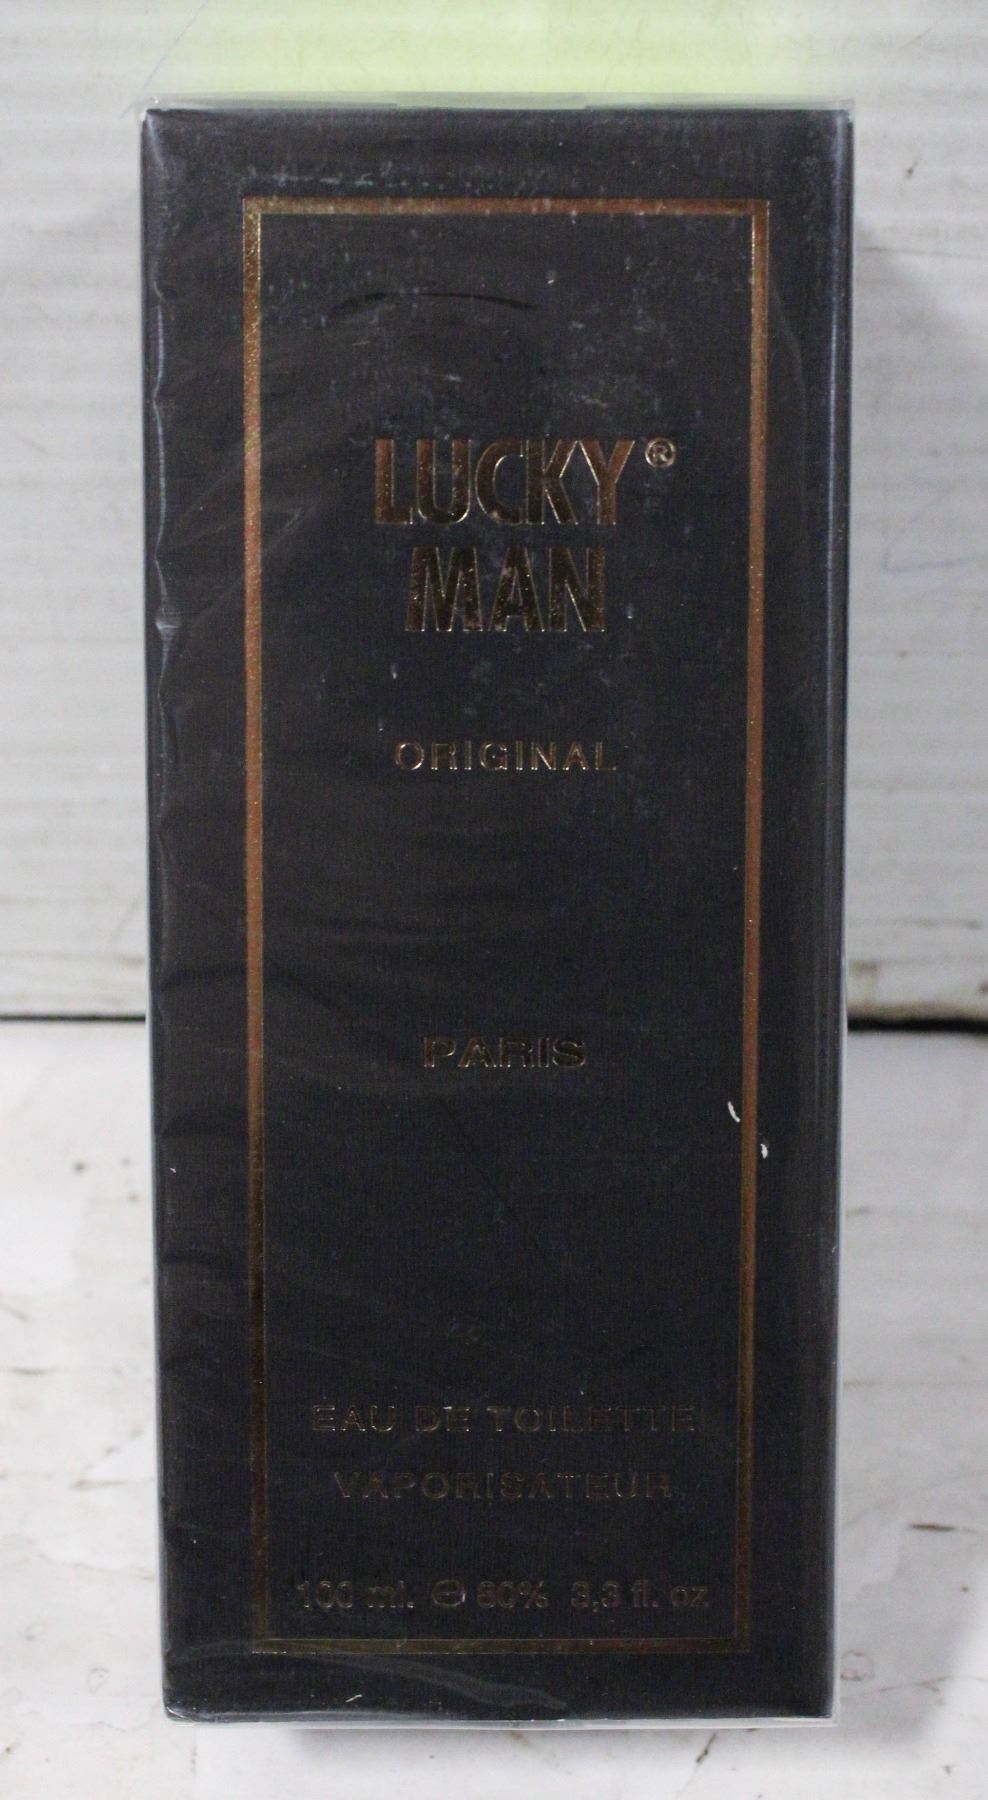 LUCKY®
MAN
ORIGINAL
PARIS
EAU DE TOILETTE
VAPORISATEUR
100 ml. ⊖ 80% 3,3 fl. oz